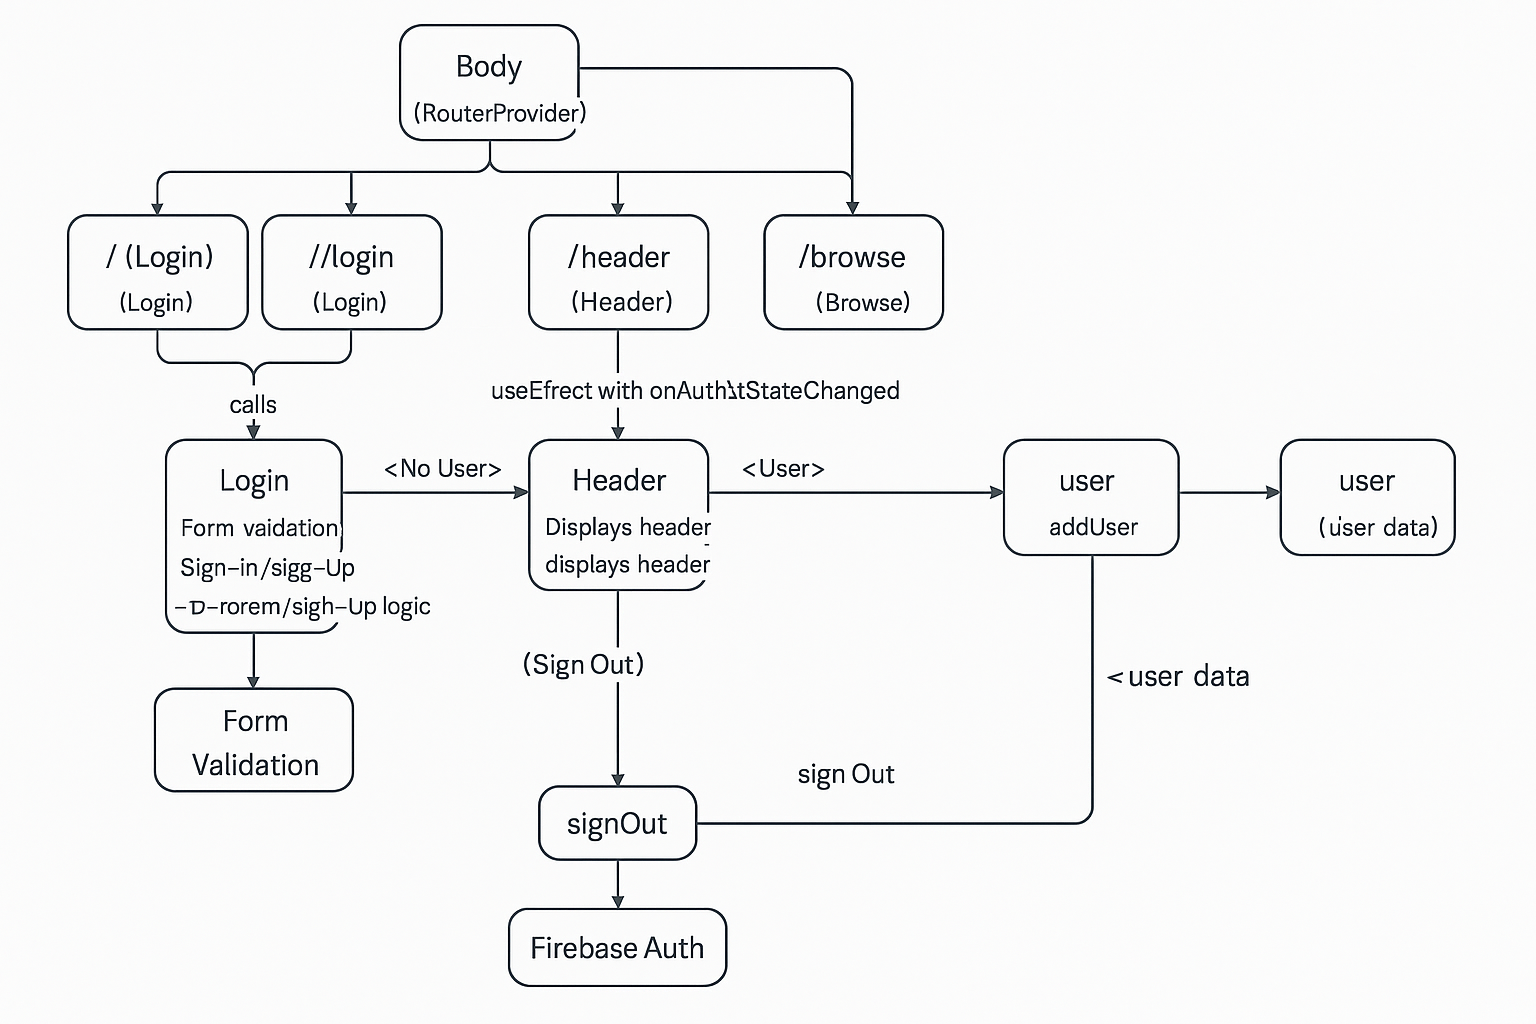 Body
(RouterProvider)
/ (Login)
(Login)
//login
(Login)
/header
(Header)
/browse
(Browse)
calls
useEfrect with onAuth tStateChanged
Login
Form vaidation
Sign-in/sigg-Up
-D-rorem/sigh-Up logic
<No User>
Header
Displays header
displays header
<User>
user
addUser
user
(user data)
Form
Validation
(Sign Out)
<user data
sign Out
signOut
Firebase Auth